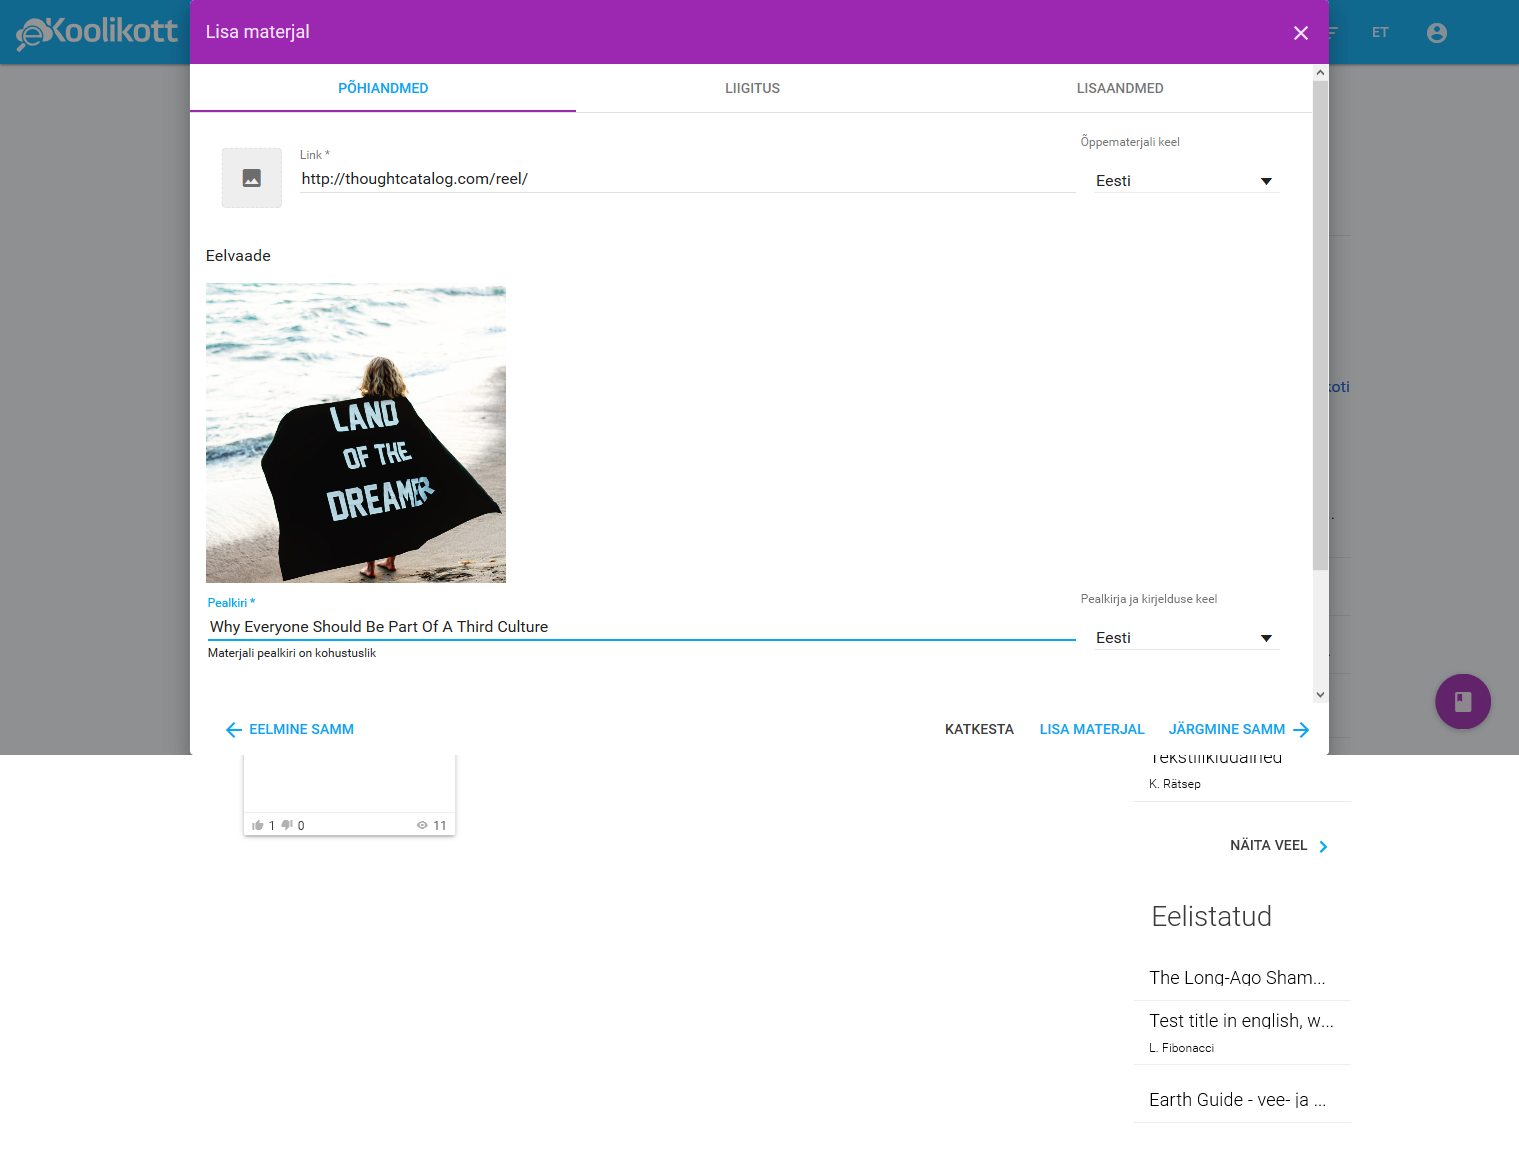 e-Koolikott
Lisa materjal
ET
PÕHIANDMED
LIIGITUS
LISAANDMED
Link *
http://thoughtcatalog.com/reel/
Õppematerjali keel
Eesti
Eelvaade
LAND
OF THE
DREAMER
Pealkiri *
Why Everyone Should Be Part Of A Third Culture
Materjali pealkiri on kohustuslik
Pealkirja ja kirjelduse keel
Eesti
EELMINE SAMM
KATKESTA
LISA MATERJAL
JÄRGMINE SAMM
Tekstiilkiudained
K. Rätsep
1 0 11
NÄITA VEEL
Eelistatud
The Long-Ago Sham...
Test title in english, w...
L. Fibonacci
Earth Guide - vee- ja ...